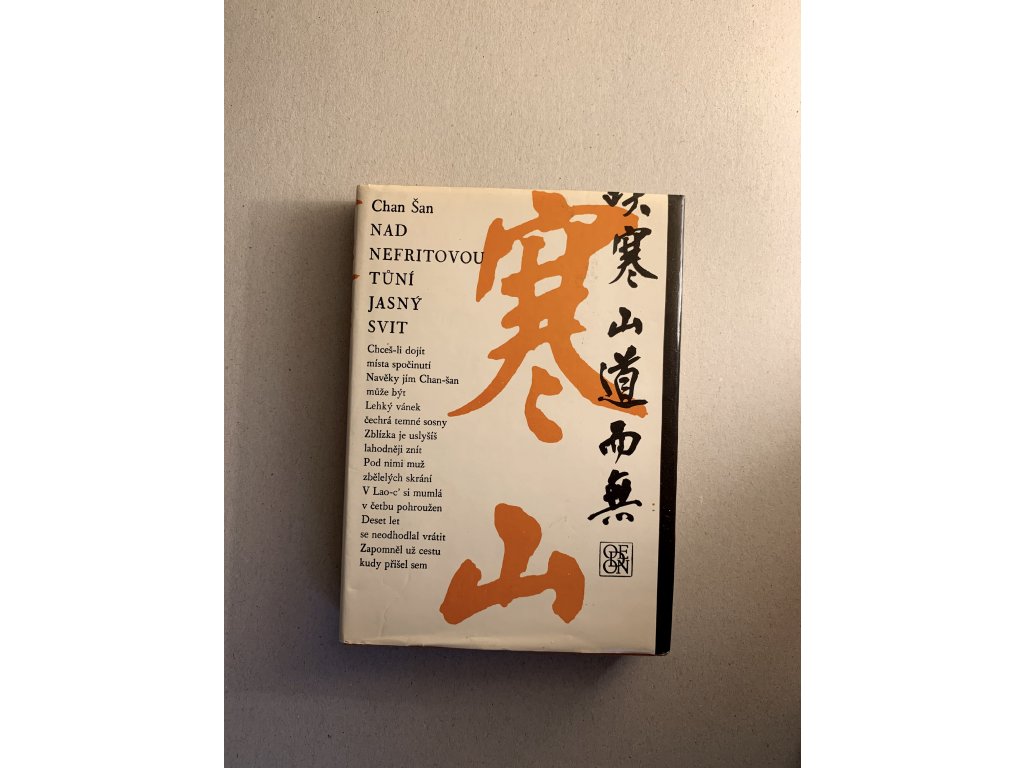 Chan Šan
NAD
NEFRITOVOU
TŮNÍ
JASNÝ
SVIT
Chceš-li dojít
místa spočinutí
Navěky jím Chan-šan
může být
Lehký vánek
čechrá temné sosny
Zblízka je uslyšíš
lahodněji znít
Pod nimi muž
zbělelých skrání
V Lao-c' si mumlá
v četbu pohroužen
Deset let
se neodhodlal vrátit
Zapomněl už cestu
kudy přišel sem
寒山
寒山道而無
ODEON